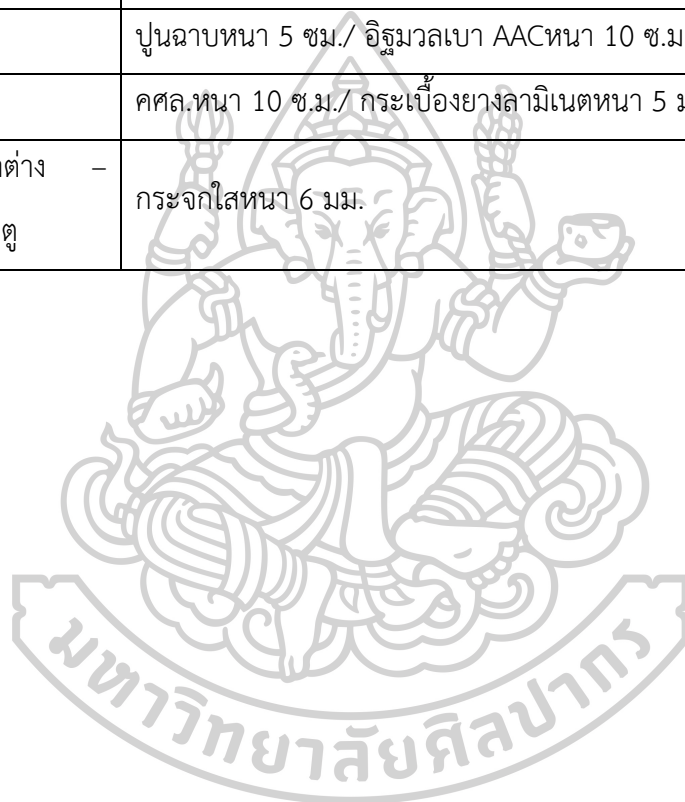 ปูนฉาบหนา 5 ซม./ อิฐมวลเบา AACหนา 10 ซ.ม
คศล.หนา 10 ซ.ม./ กระเบื้องยางลามิเนตหนา 5 ม
ต่าง –
ตู
กระจกใสหนา 6 มม.
มหาวิทยาลัยศิลปากร